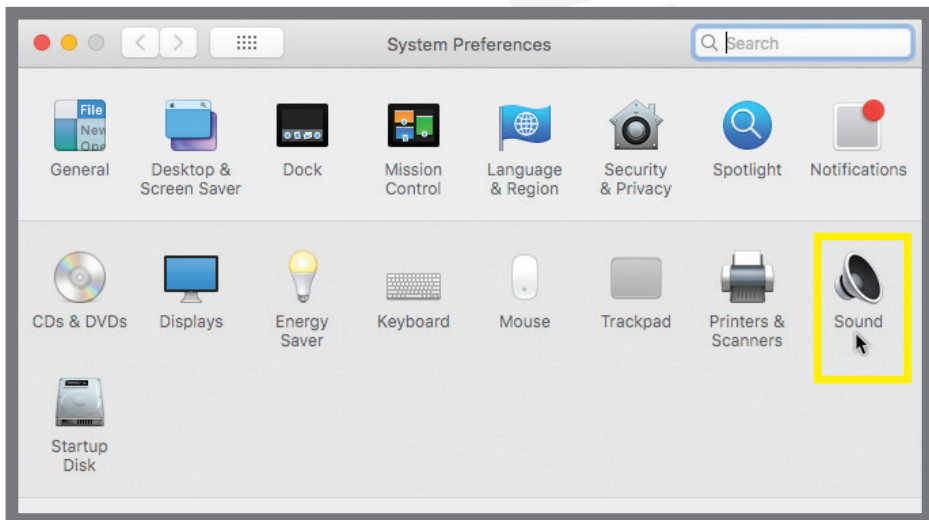 System Preferences
Search
File
New
Ope
General
Desktop &
Screen Saver
Dock
Mission
Control
Language
& Region
Security
& Privacy
Spotlight
Notifications
CDs & DVDs
Displays
Energy
Saver
Keyboard
Mouse
Trackpad
Printers &
Scanners
Sound
Startup
Disk